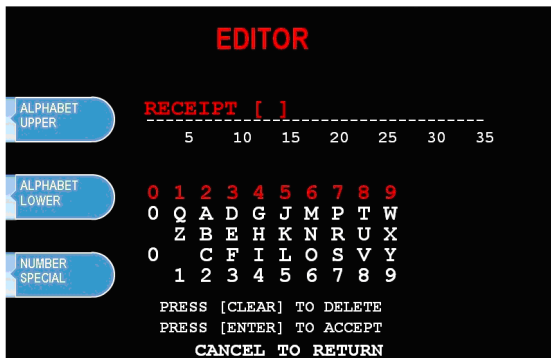 EDITOR
ALPHABET
UPPER
RECEIPT [ ]
5 10 15 20 25 30 35
ALPHABET
LOWER
0 1 2 3 4 5 6 7 8 9
0 Q A D G J M P T W
Z B E H K N R U X
0 C F I L O S V Y
1 2 3 4 5 6 7 8 9
NUMBER
SPECIAL
PRESS [CLEAR] TO DELETE
PRESS [ENTER] TO ACCEPT
CANCEL TO RETURN